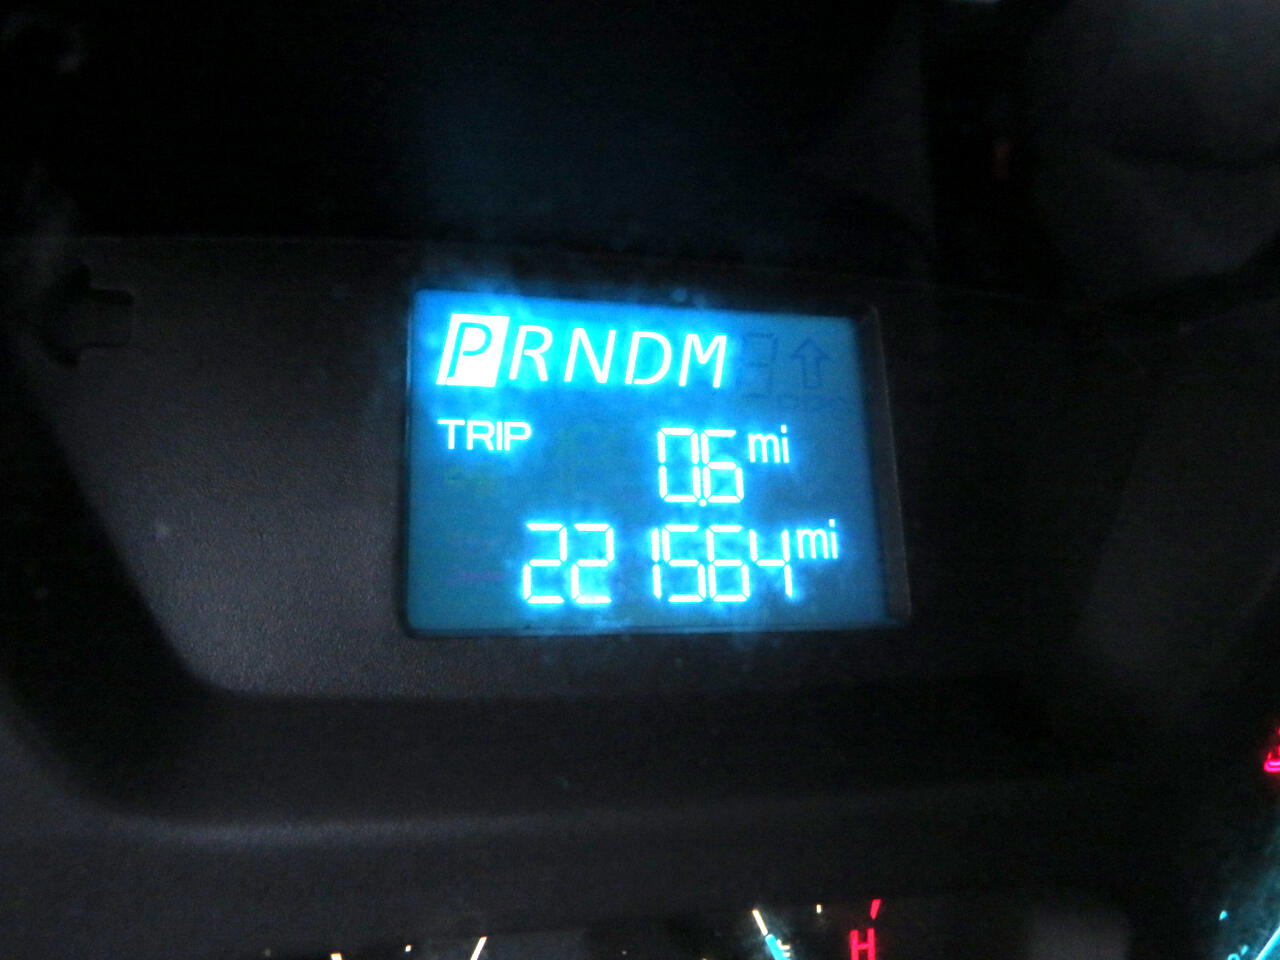 PRNDM
TRIP 0.6 mi
221564 mi
H